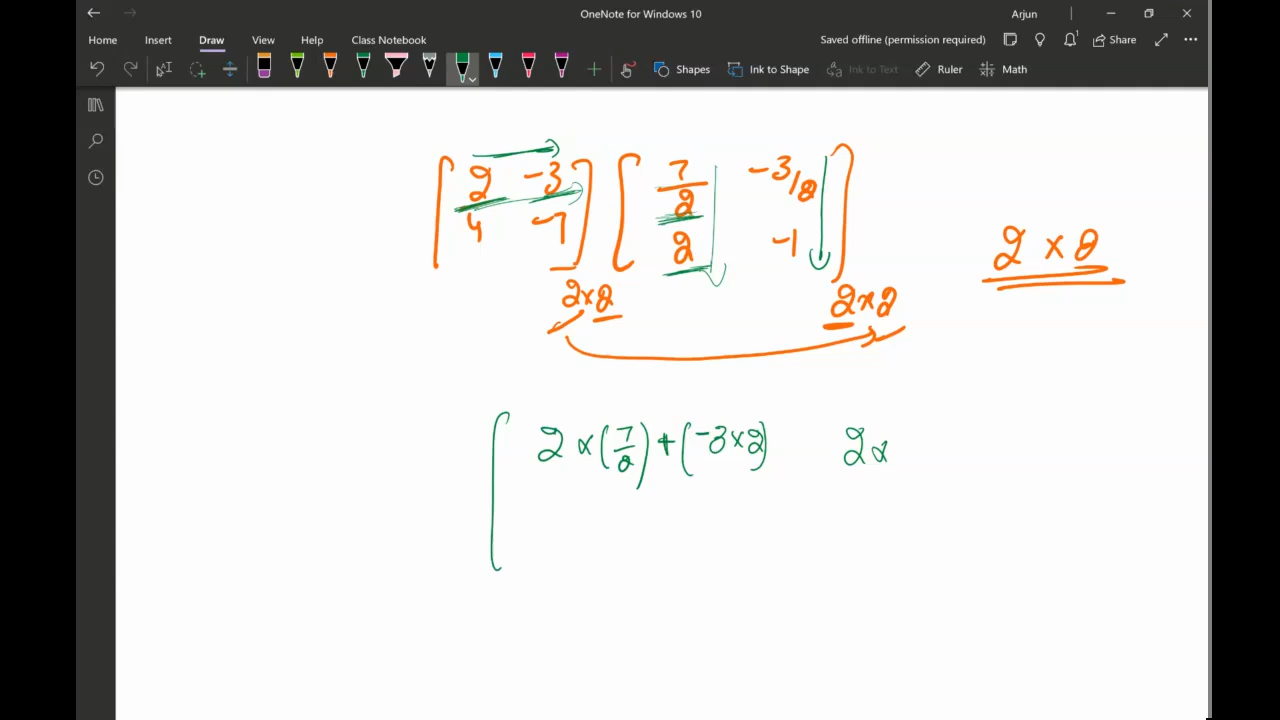 OneNote for Windows 10
Arjun
Home Insert Draw View Help Class Notebook
Saved offline (permission required) Share
Shapes Ink to Shape Ink to Text Ruler Math
[ 2 -3 ] [ 7/2 -3/2 ]
[ 4 -7 ] [ 2 -1 ]
2 × 2
2×2 2×2
[ 2 × (7/2) + (-3×2) 2×